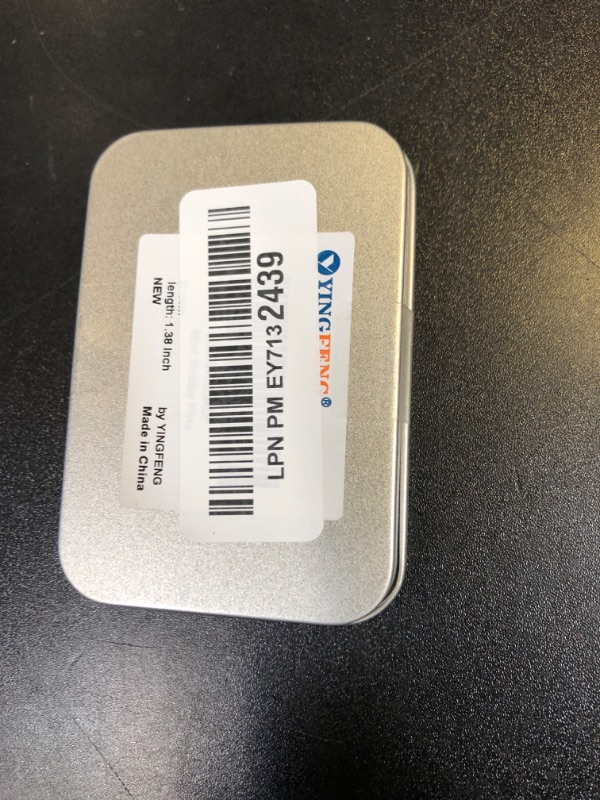 YINGFENG®
length: 1.38 Inch
NEW
by YINGFENG
Made in China
LPN PM EY7132439